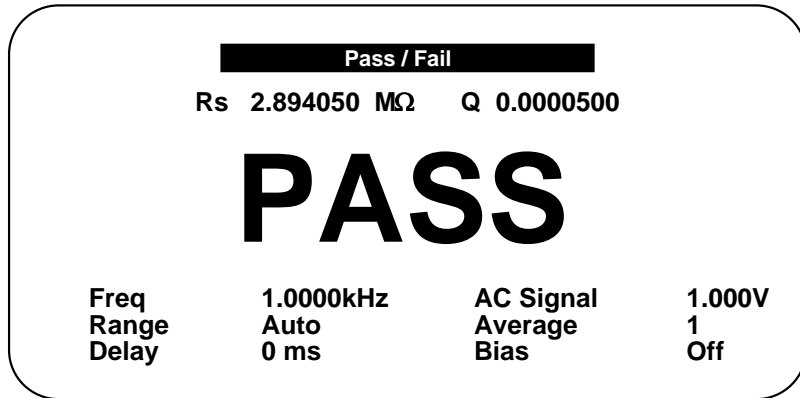 Pass / Fail
Rs 2.894050 MΩ Q 0.0000500
PASS
Freq 1.0000kHz AC Signal 1.000V
Range Auto Average 1
Delay 0 ms Bias Off